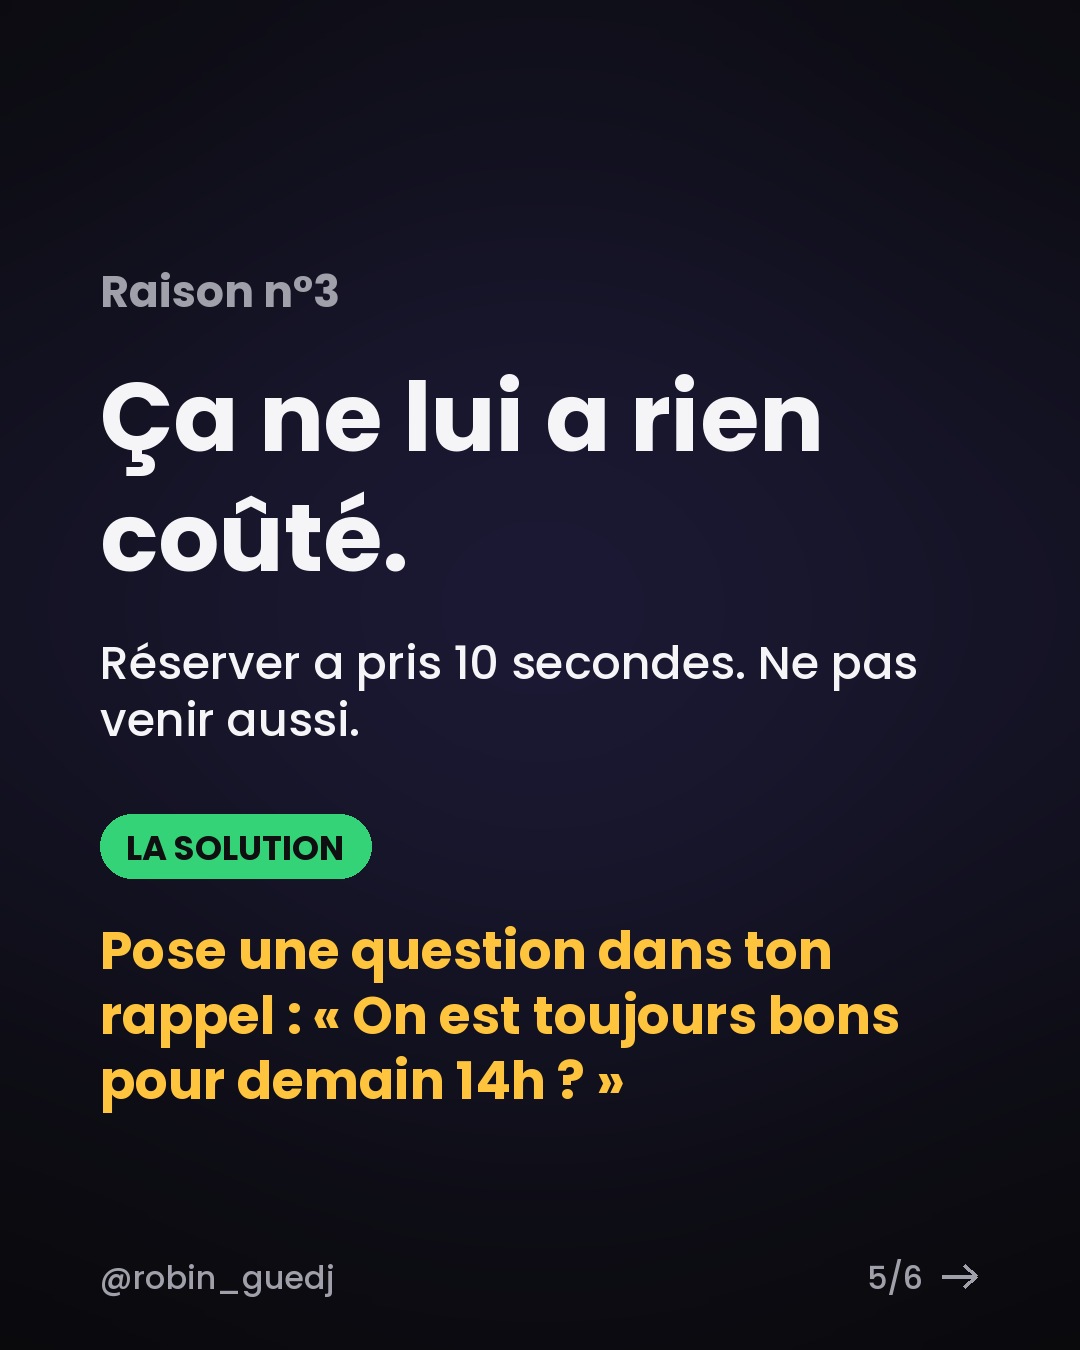 Raison n°3
Ça ne lui a rien
coûté.
Réserver a pris 10 secondes. Ne pas
venir aussi.
LA SOLUTION
Pose une question dans ton
rappel : « On est toujours bons
pour demain 14h ? »
@robin_guedj
5/6 →